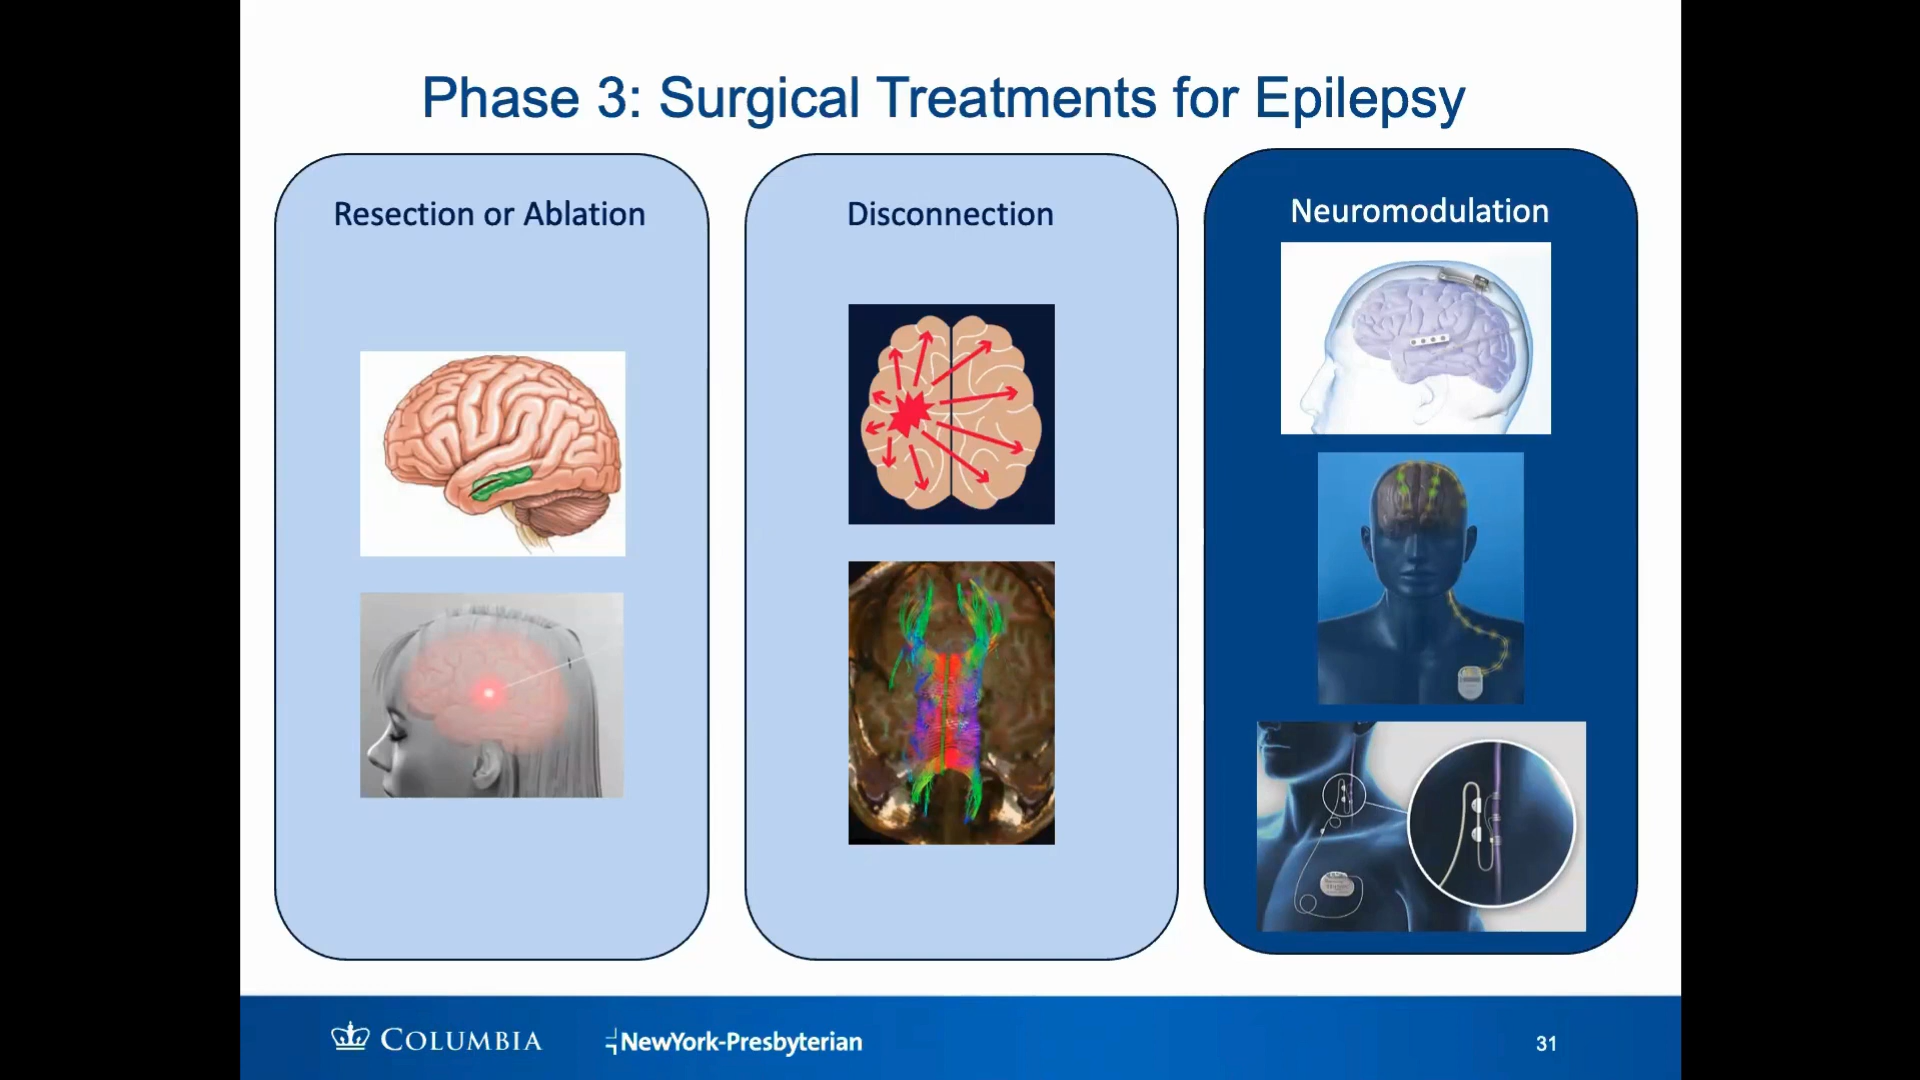 Phase 3: Surgical Treatments for Epilepsy
Resection or Ablation
Disconnection
Neuromodulation
COLUMBIA
NewYork-Presbyterian
31